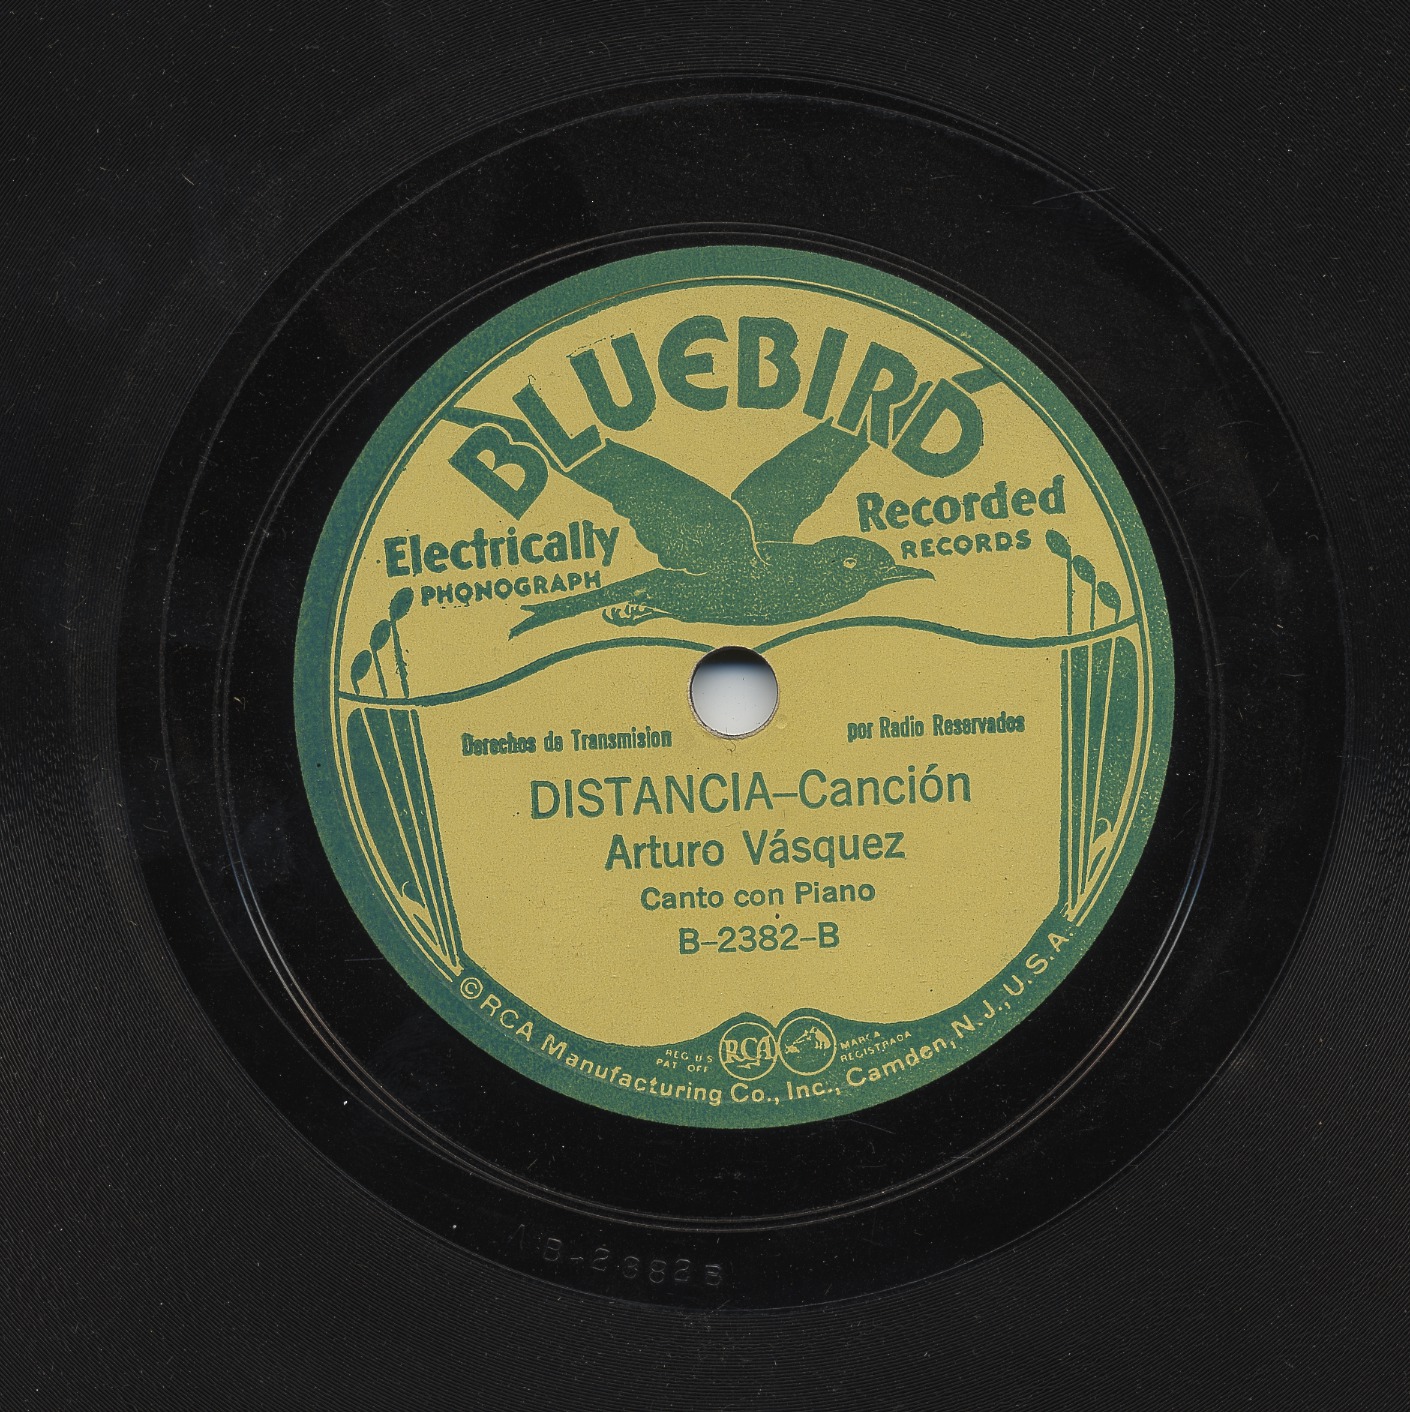 BLUEBIRD
Electrically Recorded
PHONOGRAPH RECORDS
Derechos de Transmision por Radio Reservados
DISTANCIA–Canción
Arturo Vásquez
Canto con Piano
B–2382–B
REG US
PAT OFF
RCA
MARCA
REGISTRADA
©RCA Manufacturing Co., Inc., Camden, N.J., U.S.A.
B-2382B